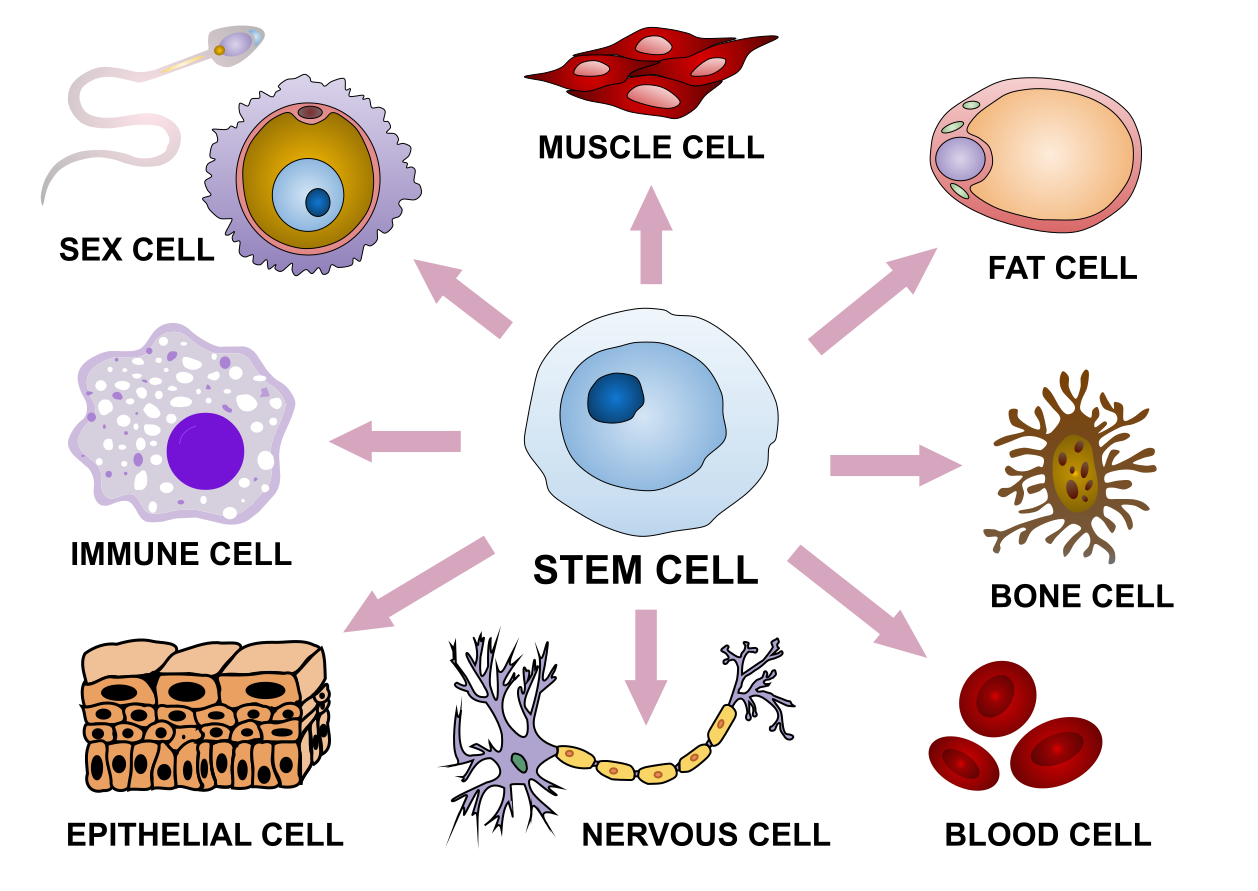 MUSCLE CELL
SEX CELL
FAT CELL
IMMUNE CELL
STEM CELL
BONE CELL
EPITHELIAL CELL
NERVOUS CELL
BLOOD CELL